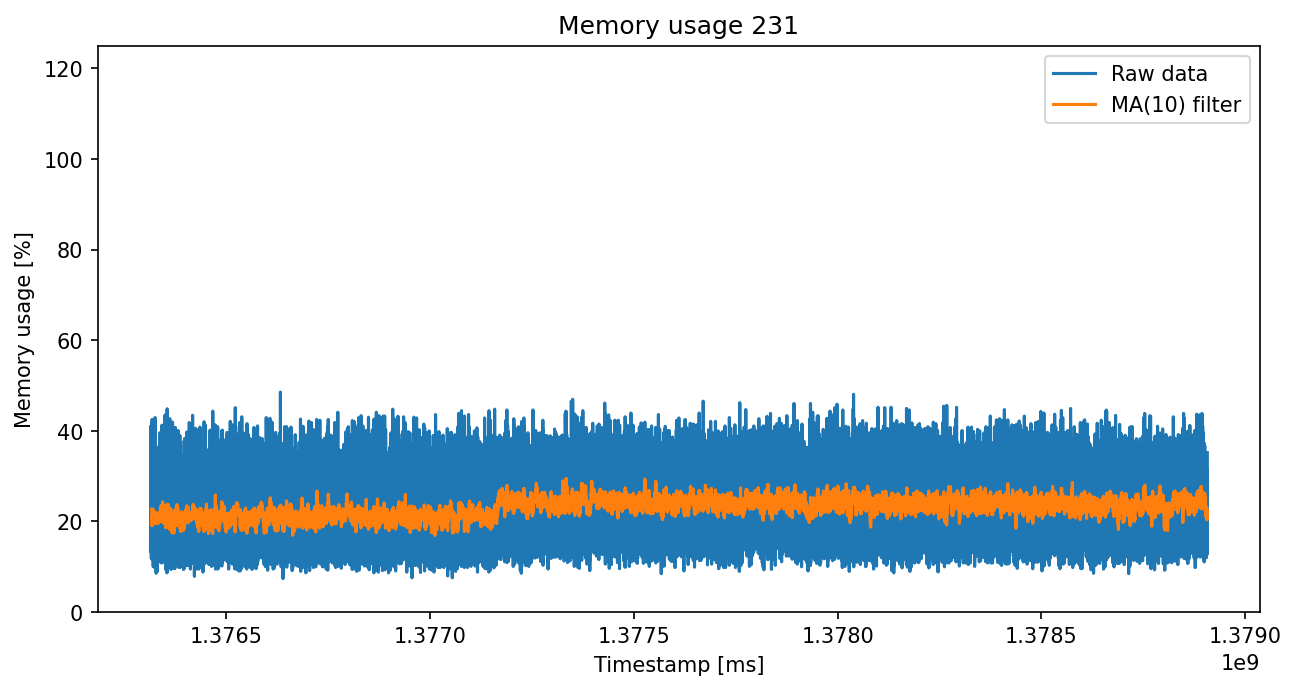 Memory usage 231
Raw data
MA(10) filter
Memory usage [%]
120
100
80
60
40
20
0
1.3765 1.3770 1.3775 1.3780 1.3785 1.3790
1e9
Timestamp [ms]